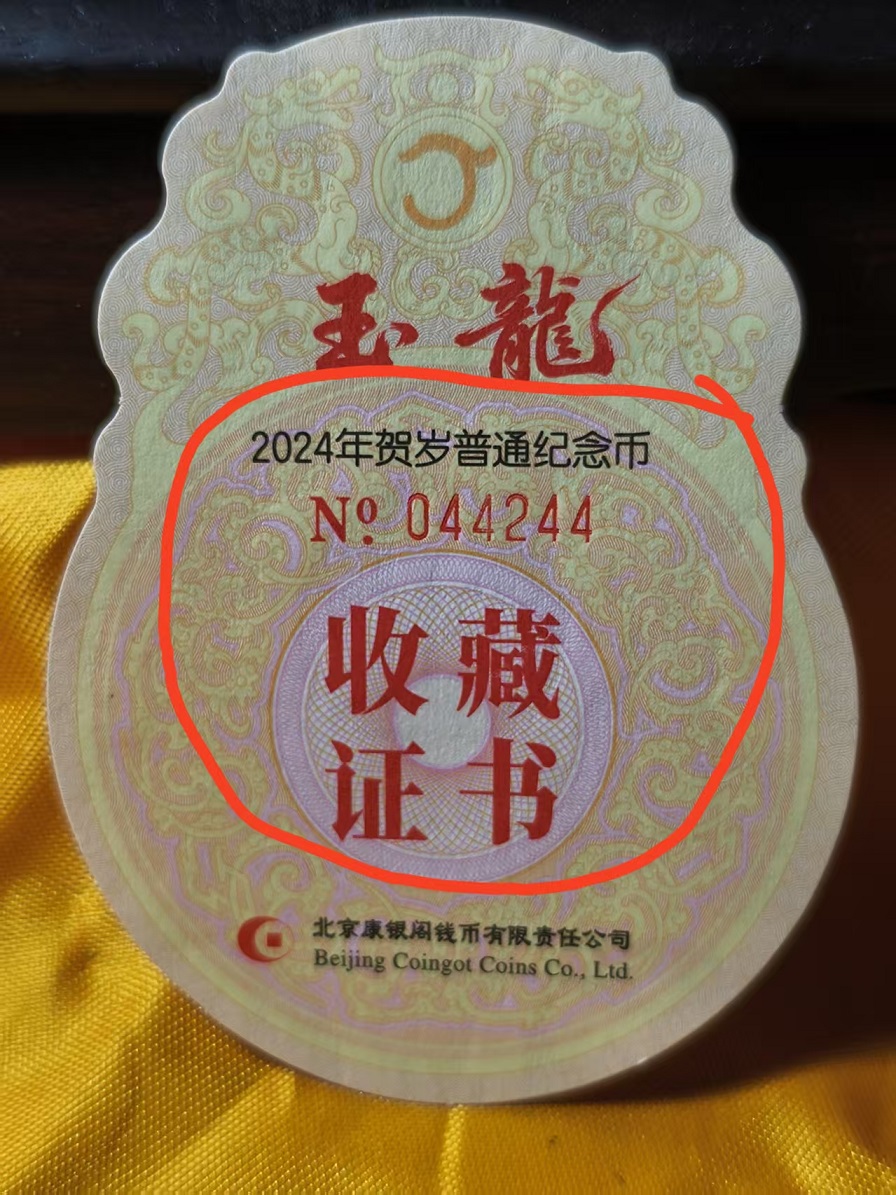 玉龍
2024年贺岁普通纪念币
Nº 044244
收藏
证书
北京康银阁钱币有限责任公司
Beijing Coingot Coins Co., Ltd.